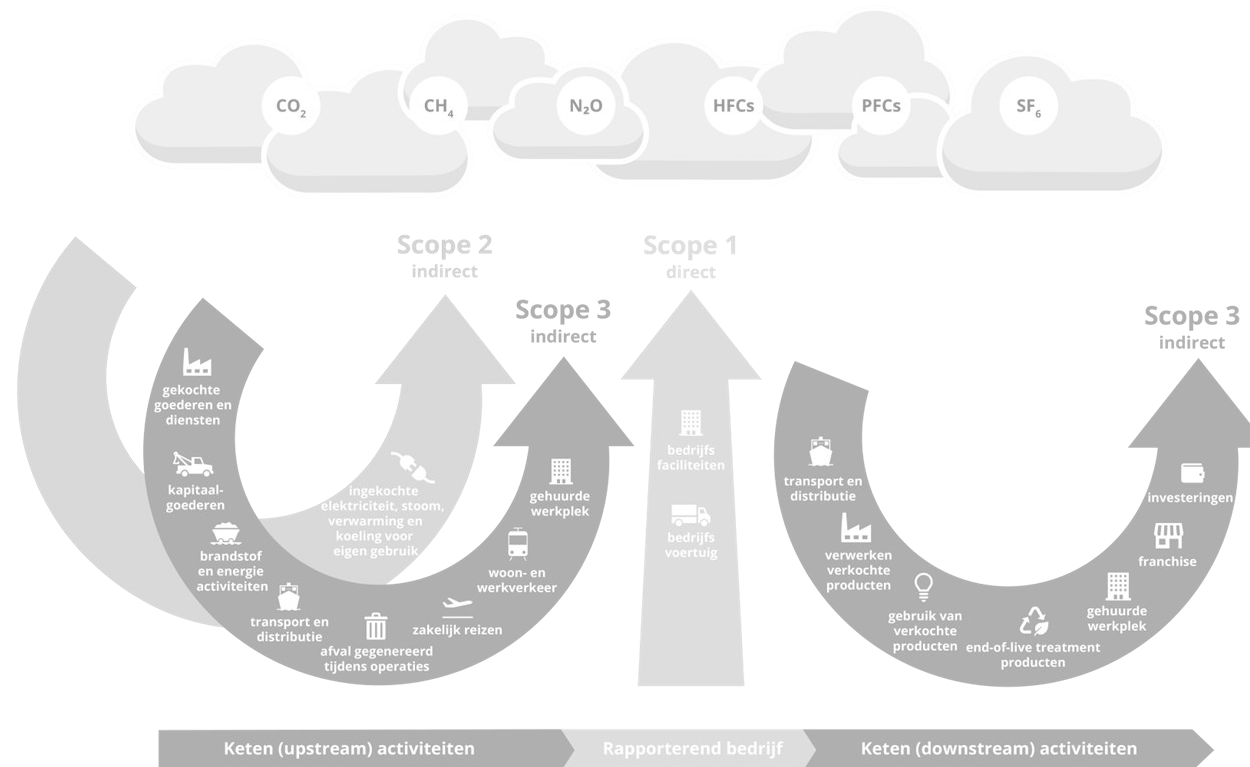 CO₂
CH₄
N₂O
HFCs
PFCs
SF₆
Scope 2
indirect
Scope 1
direct
Scope 3
indirect
Scope 3
indirect
gekochte
goederen en
diensten
kapitaal-
goederen
brandstof
en energie
activiteiten
transport en
distributie
afval gegenereerd
tijdens operaties
zakelijk reizen
woon- en
werkverkeer
gehuurde
werkplek
ingekochte
elektriciteit, stoom,
verwarming en
koeling voor
eigen gebruik
bedrijfs
faciliteiten
bedrijfs
voertuig
transport en
distributie
verwerken
verkochte
producten
gebruik van
verkochte
producten
end-of-live treatment
producten
gehuurde
werkplek
franchise
investeringen
Keten (upstream) activiteiten
Rapporterend bedrijf
Keten (downstream) activiteiten